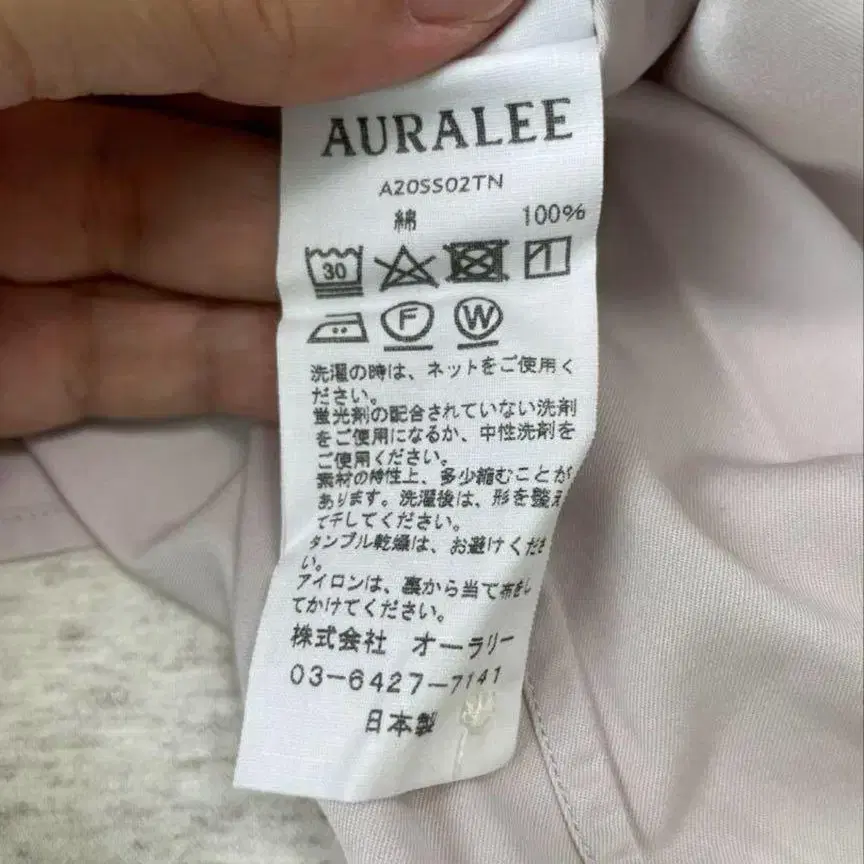 AURALEE
A20SS02TN
綿 100%
30
F W
洗濯の時は、ネットをご使用く
ださい。
蛍光剤の配合されていない洗剤
をご使用になるか、中性洗剤を
ご使用ください。
素材の特性上、多少縮むことが
あります。洗濯後は、形を整え
て干してください。
タンブル乾燥は、お避けくださ
い。
アイロンは、裏から当て布をし
てかけてください。
株式会社 オーラリー
03-6427-7141
日本製